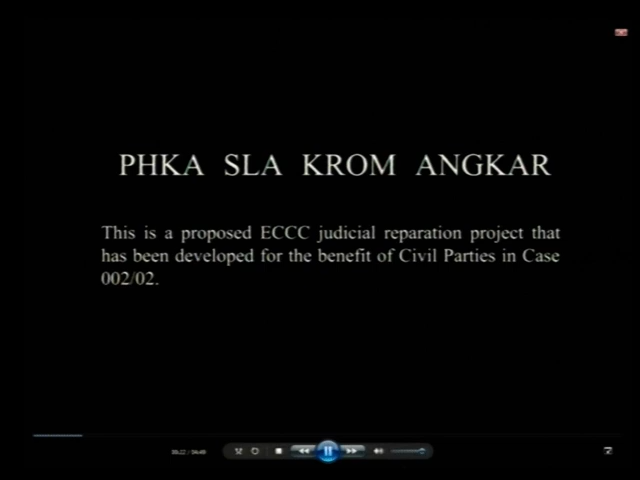 PHKA SLA KROM ANGKAR
This is a proposed ECCC judicial reparation project that
has been developed for the benefit of Civil Parties in Case
002/02.